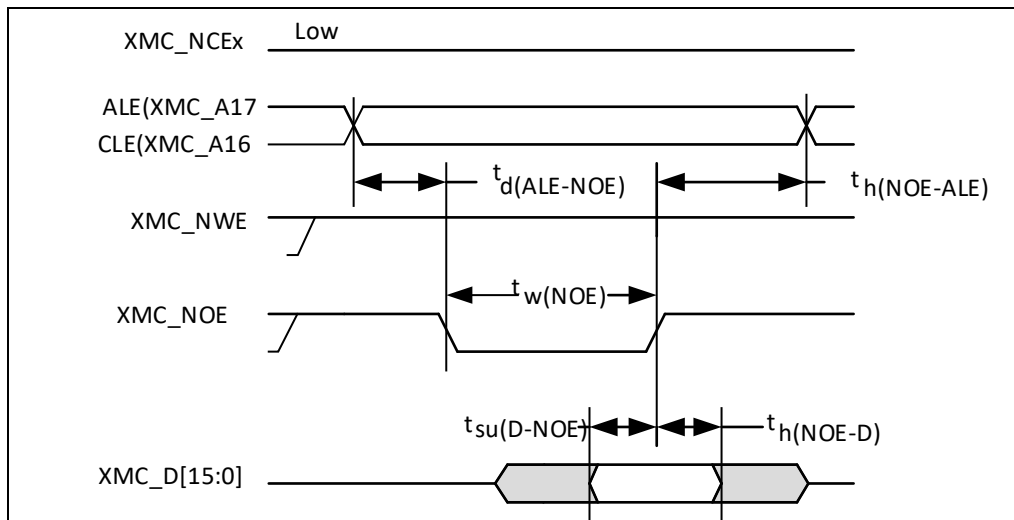 XMC_NCEx
Low
ALE(XMC_A17
CLE(XMC_A16
td(ALE-NOE)
th(NOE-ALE)
XMC_NWE
tw(NOE)
XMC_NOE
tsu(D-NOE)
th(NOE-D)
XMC_D[15:0]